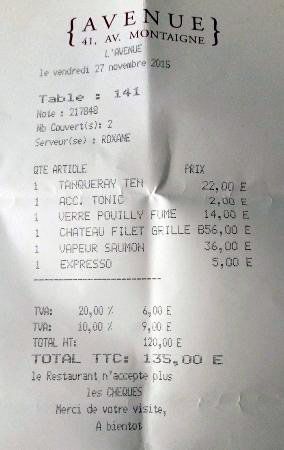 {AVENUE}
41, AV. MONTAIGNE
L'AVENUE
le vendredi 27 novembre 2015
Table : 141
Note : 217848
Nb Couvert(s): 2
Serveur(se) : ROXANE
QTE ARTICLE PRIX
1 TANQUERAY TEN 22,00 E
1 ACC. TONIC 2,00 E
1 VERRE POUILLY FUME 14,00 E
1 CHATEAU FILET GRILLE B56,00 E
1 VAPEUR SAUMON 36,00 E
1 EXPRESSO 5,00 E
---------------------------
TVA: 20,00 % 6,00 E
TVA: 10,00 % 9,00 E
TOTAL HT: 120,00 E
TOTAL TTC: 135,00 E
le Restaurant n'accepte plus
les CHEQUES
Merci de votre visite,
A bientot